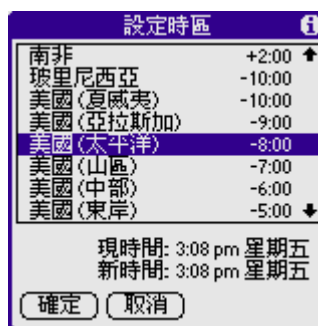 設定時區
南非 +2:00
玻里尼西亞 -10:00
美國 (夏威夷) -10:00
美國 (亞拉斯加) -9:00
美國 (太平洋) -8:00
美國 (山區) -7:00
美國 (中部) -6:00
美國 (東岸) -5:00
現時間: 3:08 pm 星期五
新時間: 3:08 pm 星期五
確定 取消